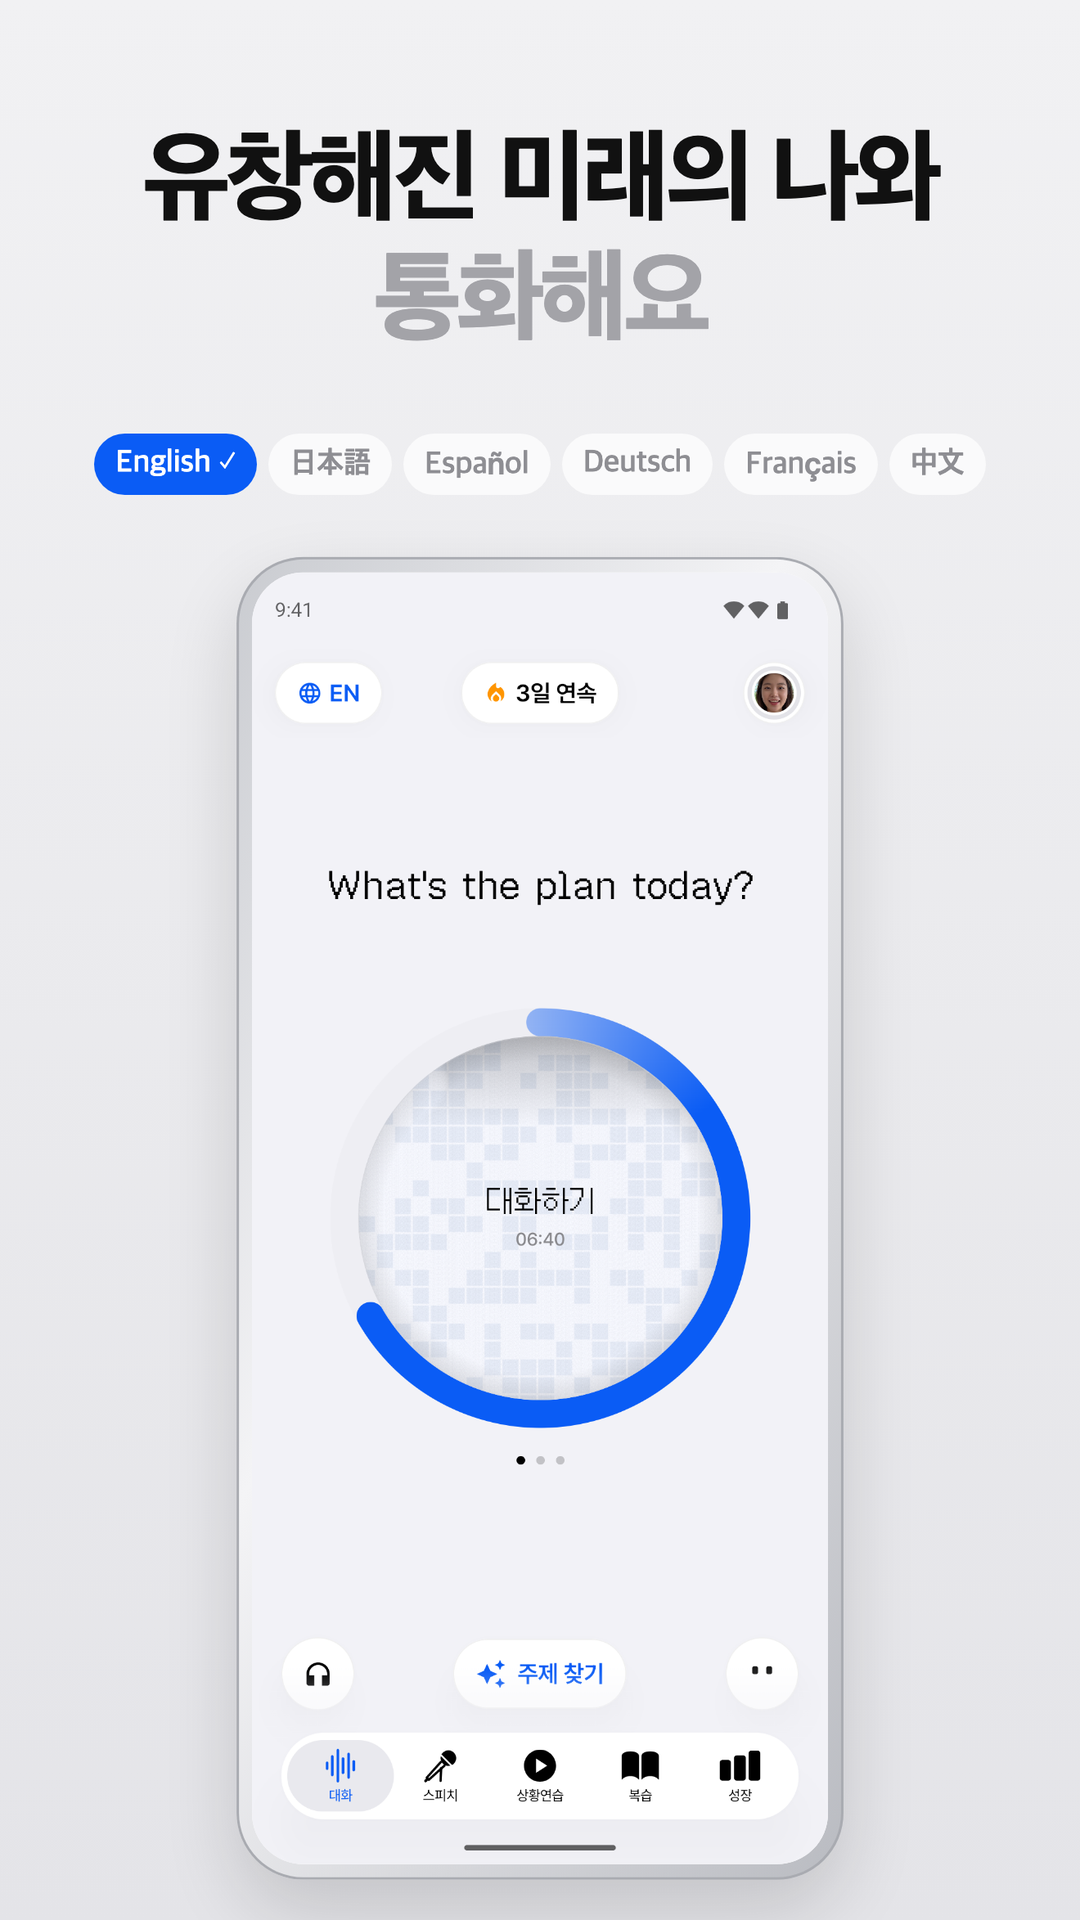 유창해진 미래의 나와
통화해요
English ✓ 日本語 Español Deutsch Français 中文
9:41
EN 3일 연속
What's the plan today?
대화하기
06:40
주제 찾기
대화 스피치 상황연습 복습 성장